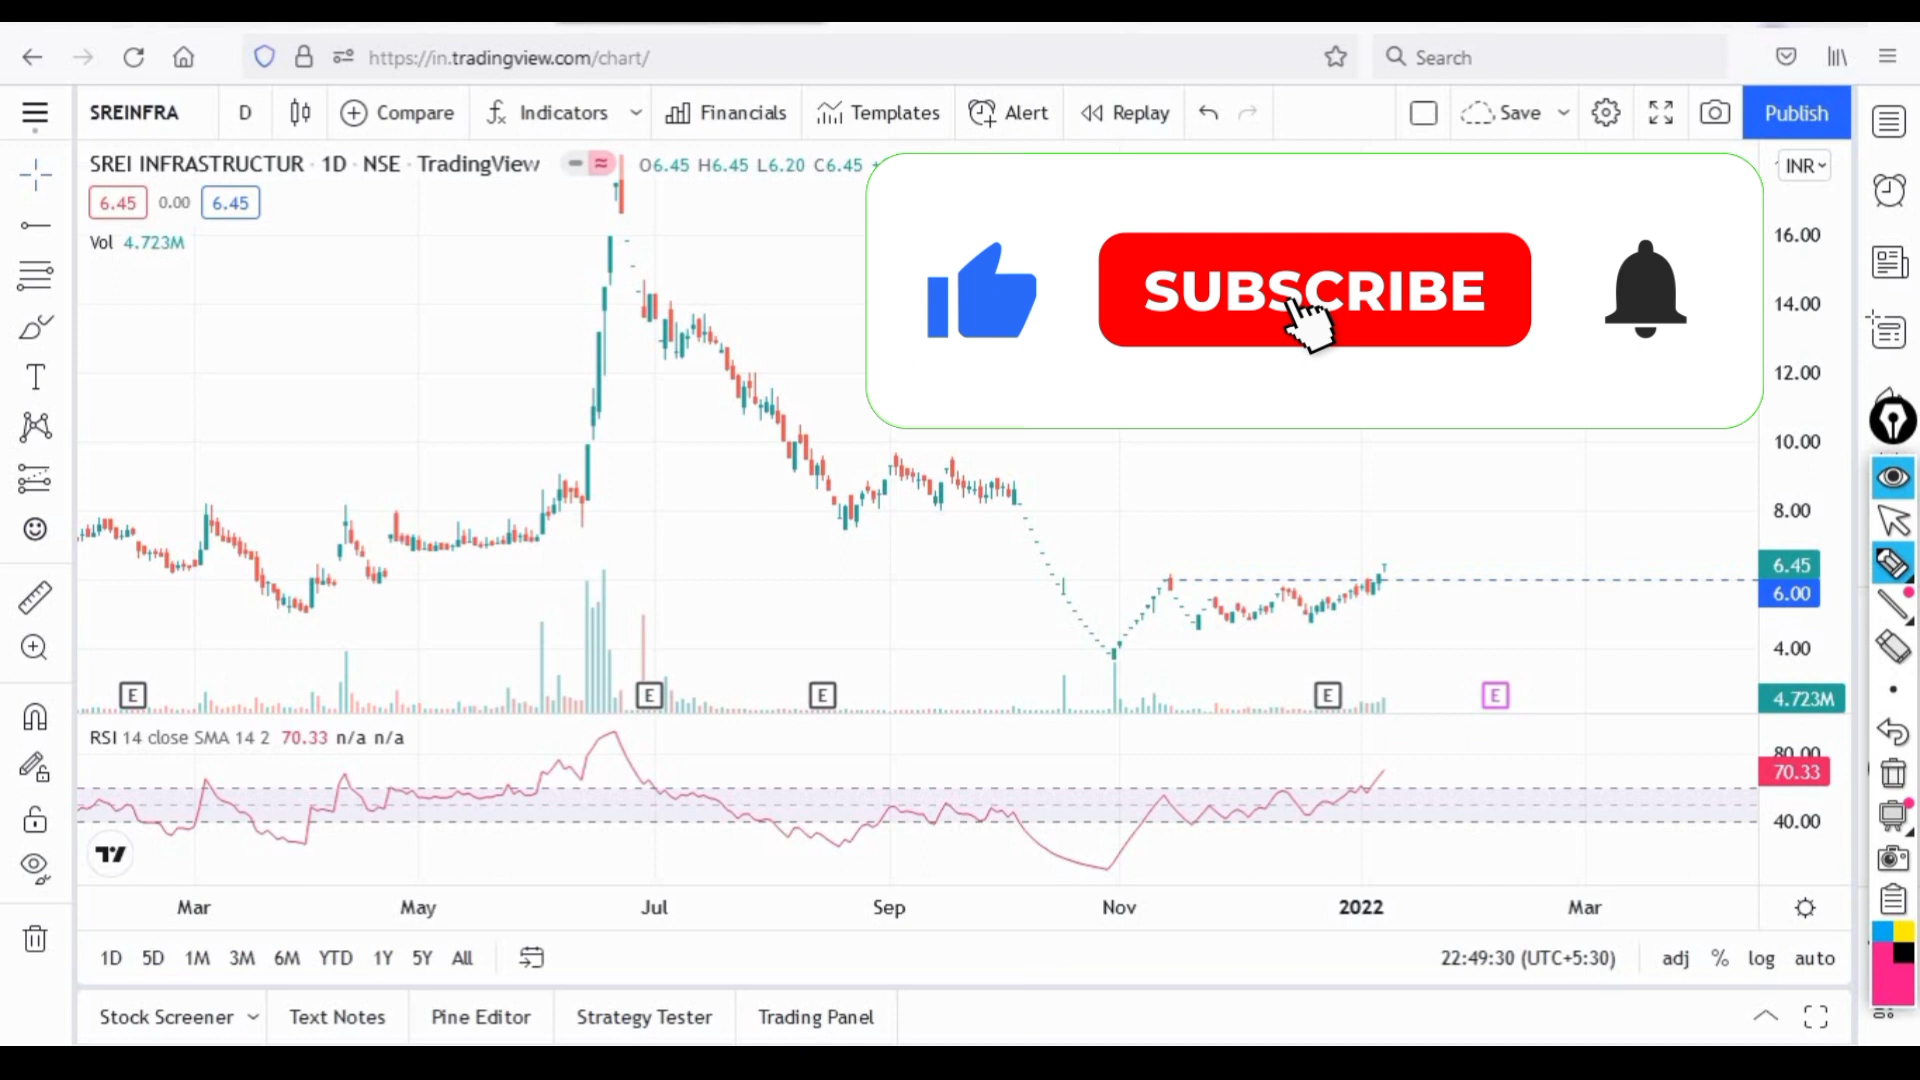 https://in.tradingview.com/chart/
Search
SREINFRA D Compare Indicators Financials Templates Alert Replay Save Publish
SREI INFRASTRUCTUR · 1D · NSE · TradingView O6.45 H6.45 L6.20 C6.45
INR
6.45 0.00 6.45
Vol 4.723M
SUBSCRIBE
16.00
14.00
12.00
10.00
8.00
6.45
6.00
4.00
E E E E E
4.723M
RSI 14 close SMA 14 2 70.33 n/a n/a
80.00
70.33
40.00
Mar May Jul Sep Nov 2022 Mar
1D 5D 1M 3M 6M YTD 1Y 5Y All 22:49:30 (UTC+5:30) adj % log auto
Stock Screener Text Notes Pine Editor Strategy Tester Trading Panel